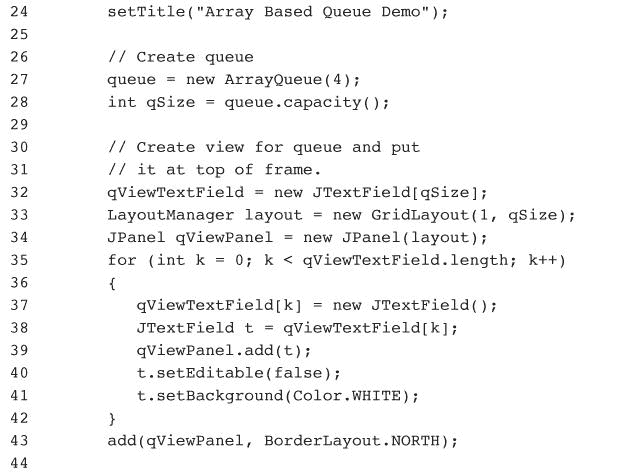 24        setTitle("Array Based Queue Demo");
25
26        // Create queue
27        queue = new ArrayQueue(4);
28        int qSize = queue.capacity();
29
30        // Create view for queue and put
31        // it at top of frame.
32        qViewTextField = new JTextField[qSize];
33        LayoutManager layout = new GridLayout(1, qSize);
34        JPanel qViewPanel = new JPanel(layout);
35        for (int k = 0; k < qViewTextField.length; k++)
36        {
37           qViewTextField[k] = new JTextField();
38           JTextField t = qViewTextField[k];
39           qViewPanel.add(t);
40           t.setEditable(false);
41           t.setBackground(Color.WHITE);
42        }
43        add(qViewPanel, BorderLayout.NORTH);
44